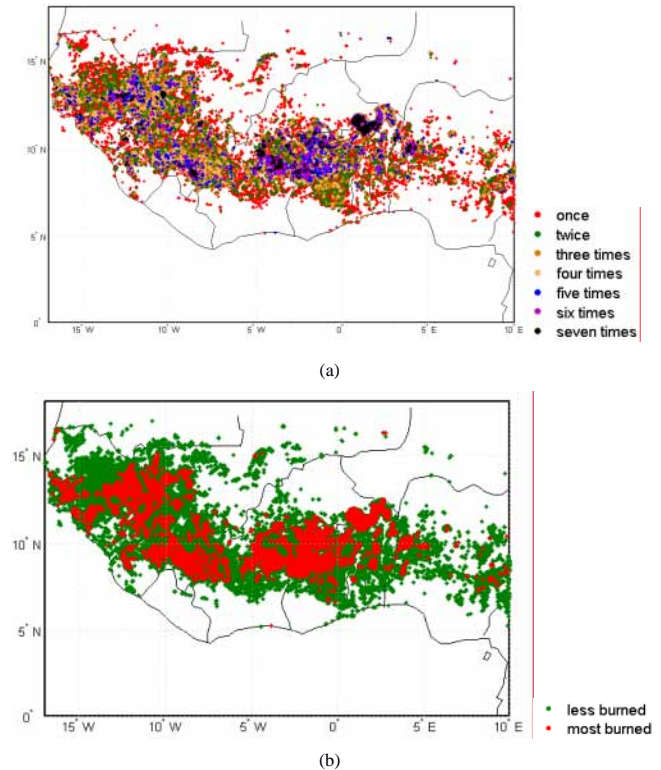 15° N
10° N
5° N
0°
15° W
10° W
5° W
0°
5° E
10° E
once
twice
three times
four times
five times
six times
seven times
(a)
15° N
10° N
5° N
0°
15° W
10° W
5° W
0°
5° E
10° E
less burned
most burned
(b)